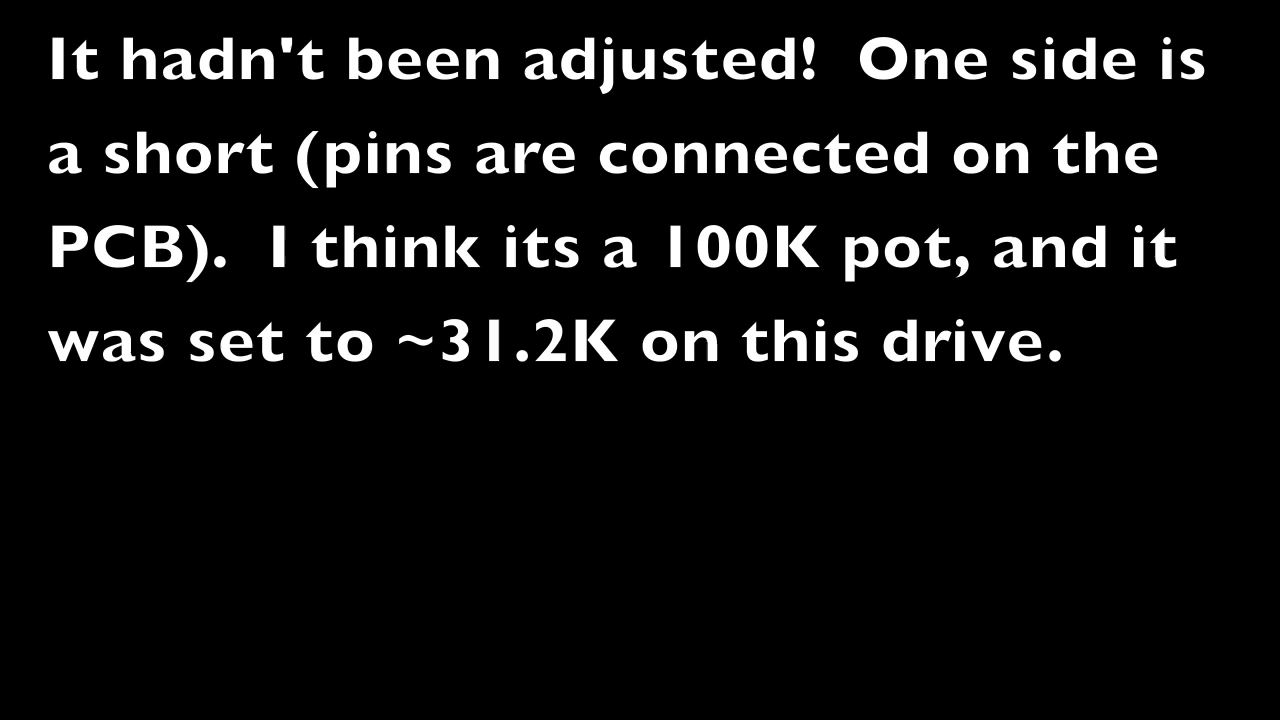 It hadn't been adjusted!  One side is
a short (pins are connected on the
PCB).  I think its a 100K pot, and it
was set to ~31.2K on this drive.